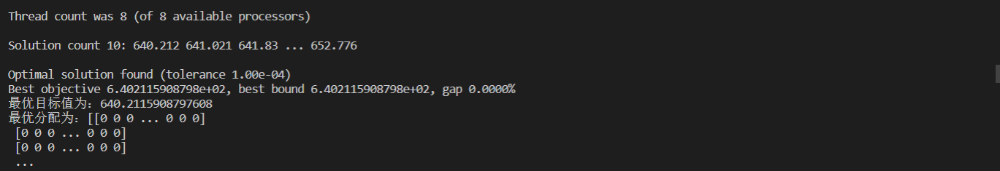 Thread count was 8 (of 8 available processors)
Solution count 10: 640.212 641.021 641.83 ... 652.776
Optimal solution found (tolerance 1.00e-04)
Best objective 6.402115908798e+02, best bound 6.402115908798e+02, gap 0.0000%
最优目标值为：640.2115908797608
最优分配为：[[0 0 0 ... 0 0 0]
[0 0 0 ... 0 0 0]
[0 0 0 ... 0 0 0]
...